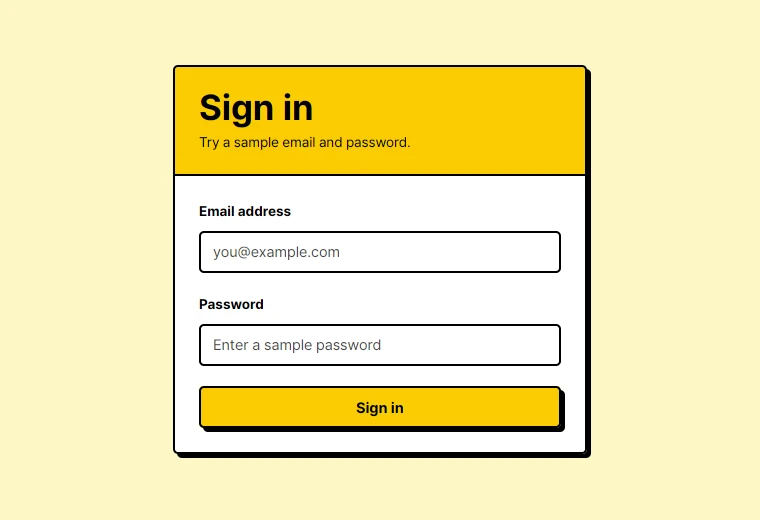 Sign in
Try a sample email and password.
Email address
you@example.com
Password
Enter a sample password
Sign in